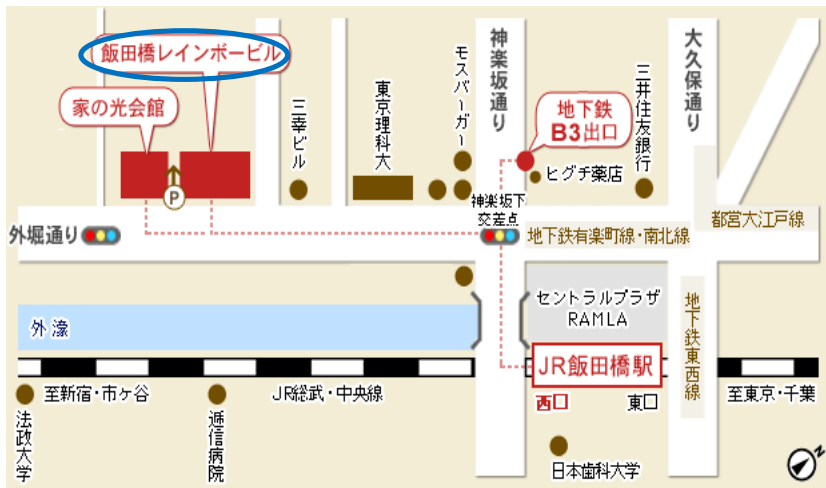 飯田橋レインボービル
家の光会館
三幸ビル
東京理科大
モスバーガー
神楽坂通り
地下鉄
B3出口
三井住友銀行
大久保通り
ヒグチ薬店
P
神楽坂下
交差点
外堀通り
地下鉄有楽町線・南北線
都営大江戸線
外濠
セントラルプラザ
RAMLA
地下鉄東西線
JR飯田橋駅
至新宿・市ヶ谷
JR総武・中央線
西口
東口
至東京・千葉
法政大学
逓信病院
日本歯科大学
N